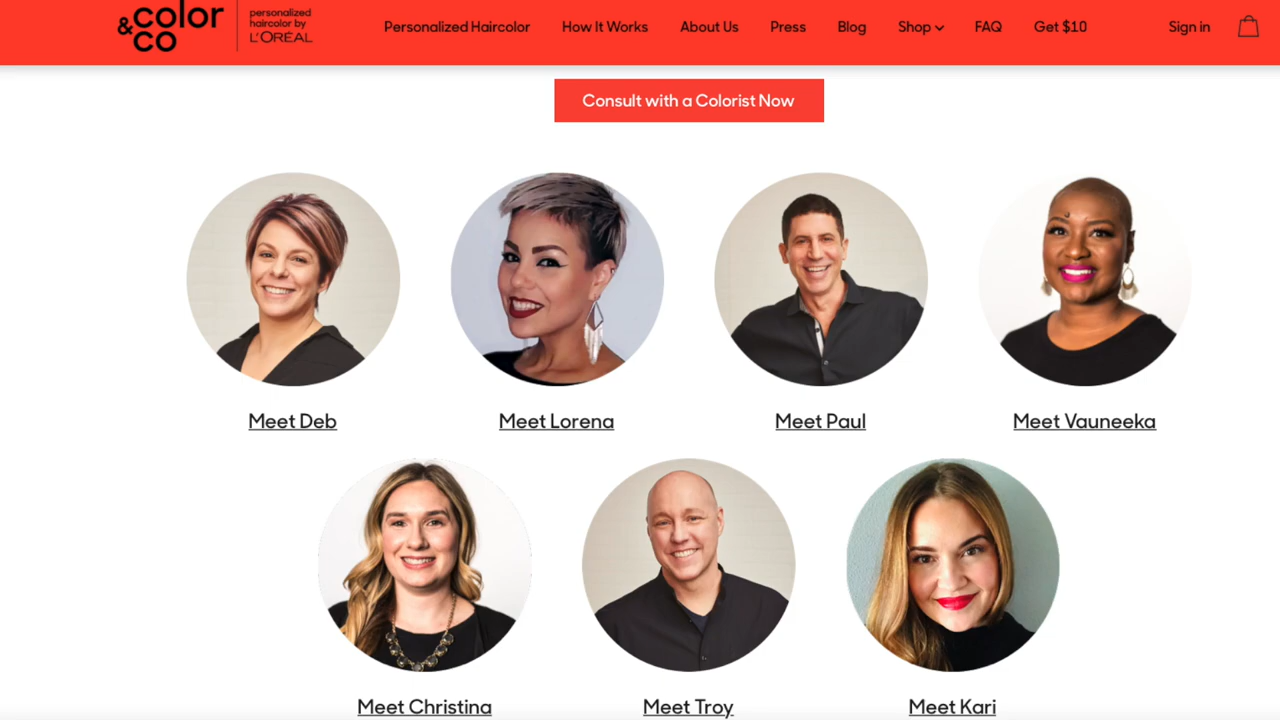 &color
co
personalized
haircolor by
L'ORÉAL
Personalized Haircolor How It Works About Us Press Blog Shop FAQ Get $10 Sign in
Consult with a Colorist Now
Meet Deb Meet Lorena Meet Paul Meet Vauneeka
Meet Christina Meet Troy Meet Kari